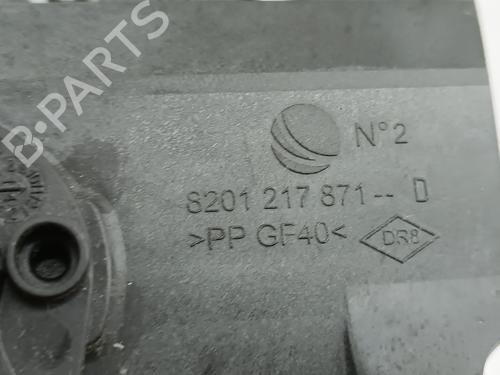 B-PARTS
N°2
8201 217 871-- D
>PP GF40<
DR8